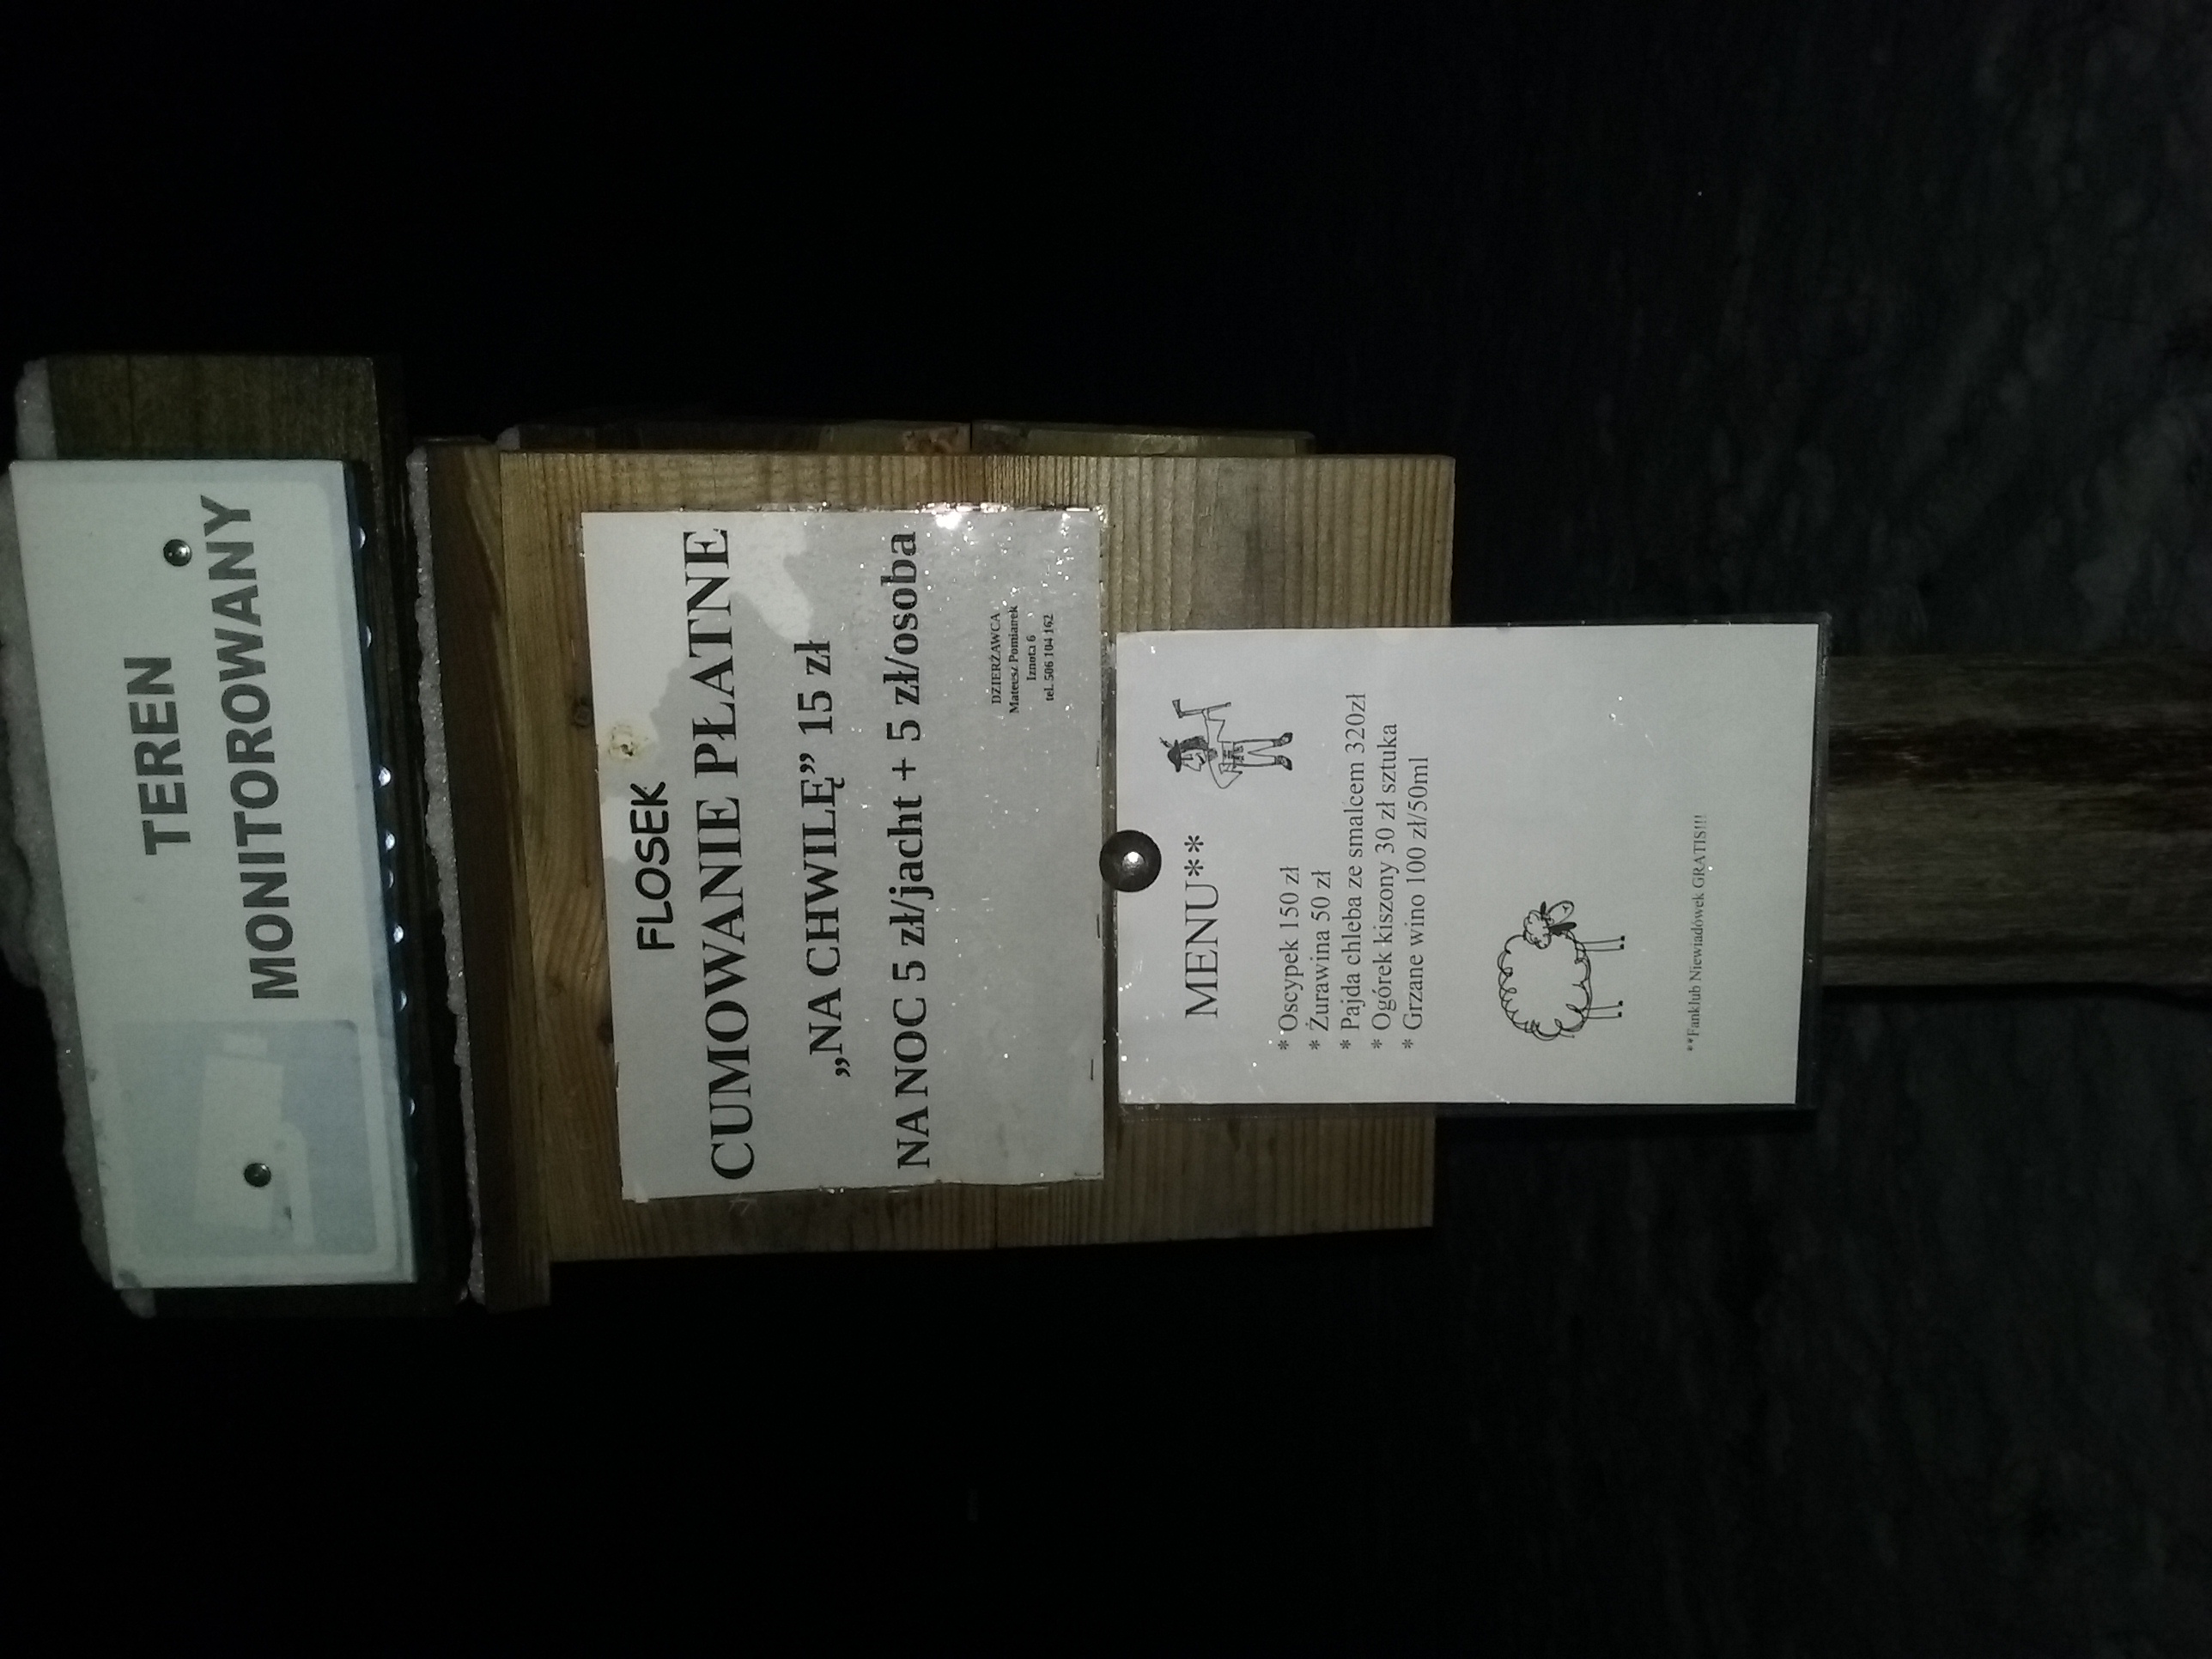 TEREN
MONITOROWANY
FLOSEK
CUMOWANIE PŁATNE
„NA CHWILĘ” 15 zł
NA NOC 5 zł/jacht + 5 zł/osoba
DZIERŻAWCA
Mateusz Pomianek
Iznota 6
tel. 506 104 162
MENU**
* Oscypek 150 zł
* Żurawina 50 zł
* Pajda chleba ze smalcem 320zł
* Ogórek kiszony 30 zł sztuka
* Grzane wino 100 zł/50ml
**Fanklub Niewiadówek GRATIS!!!